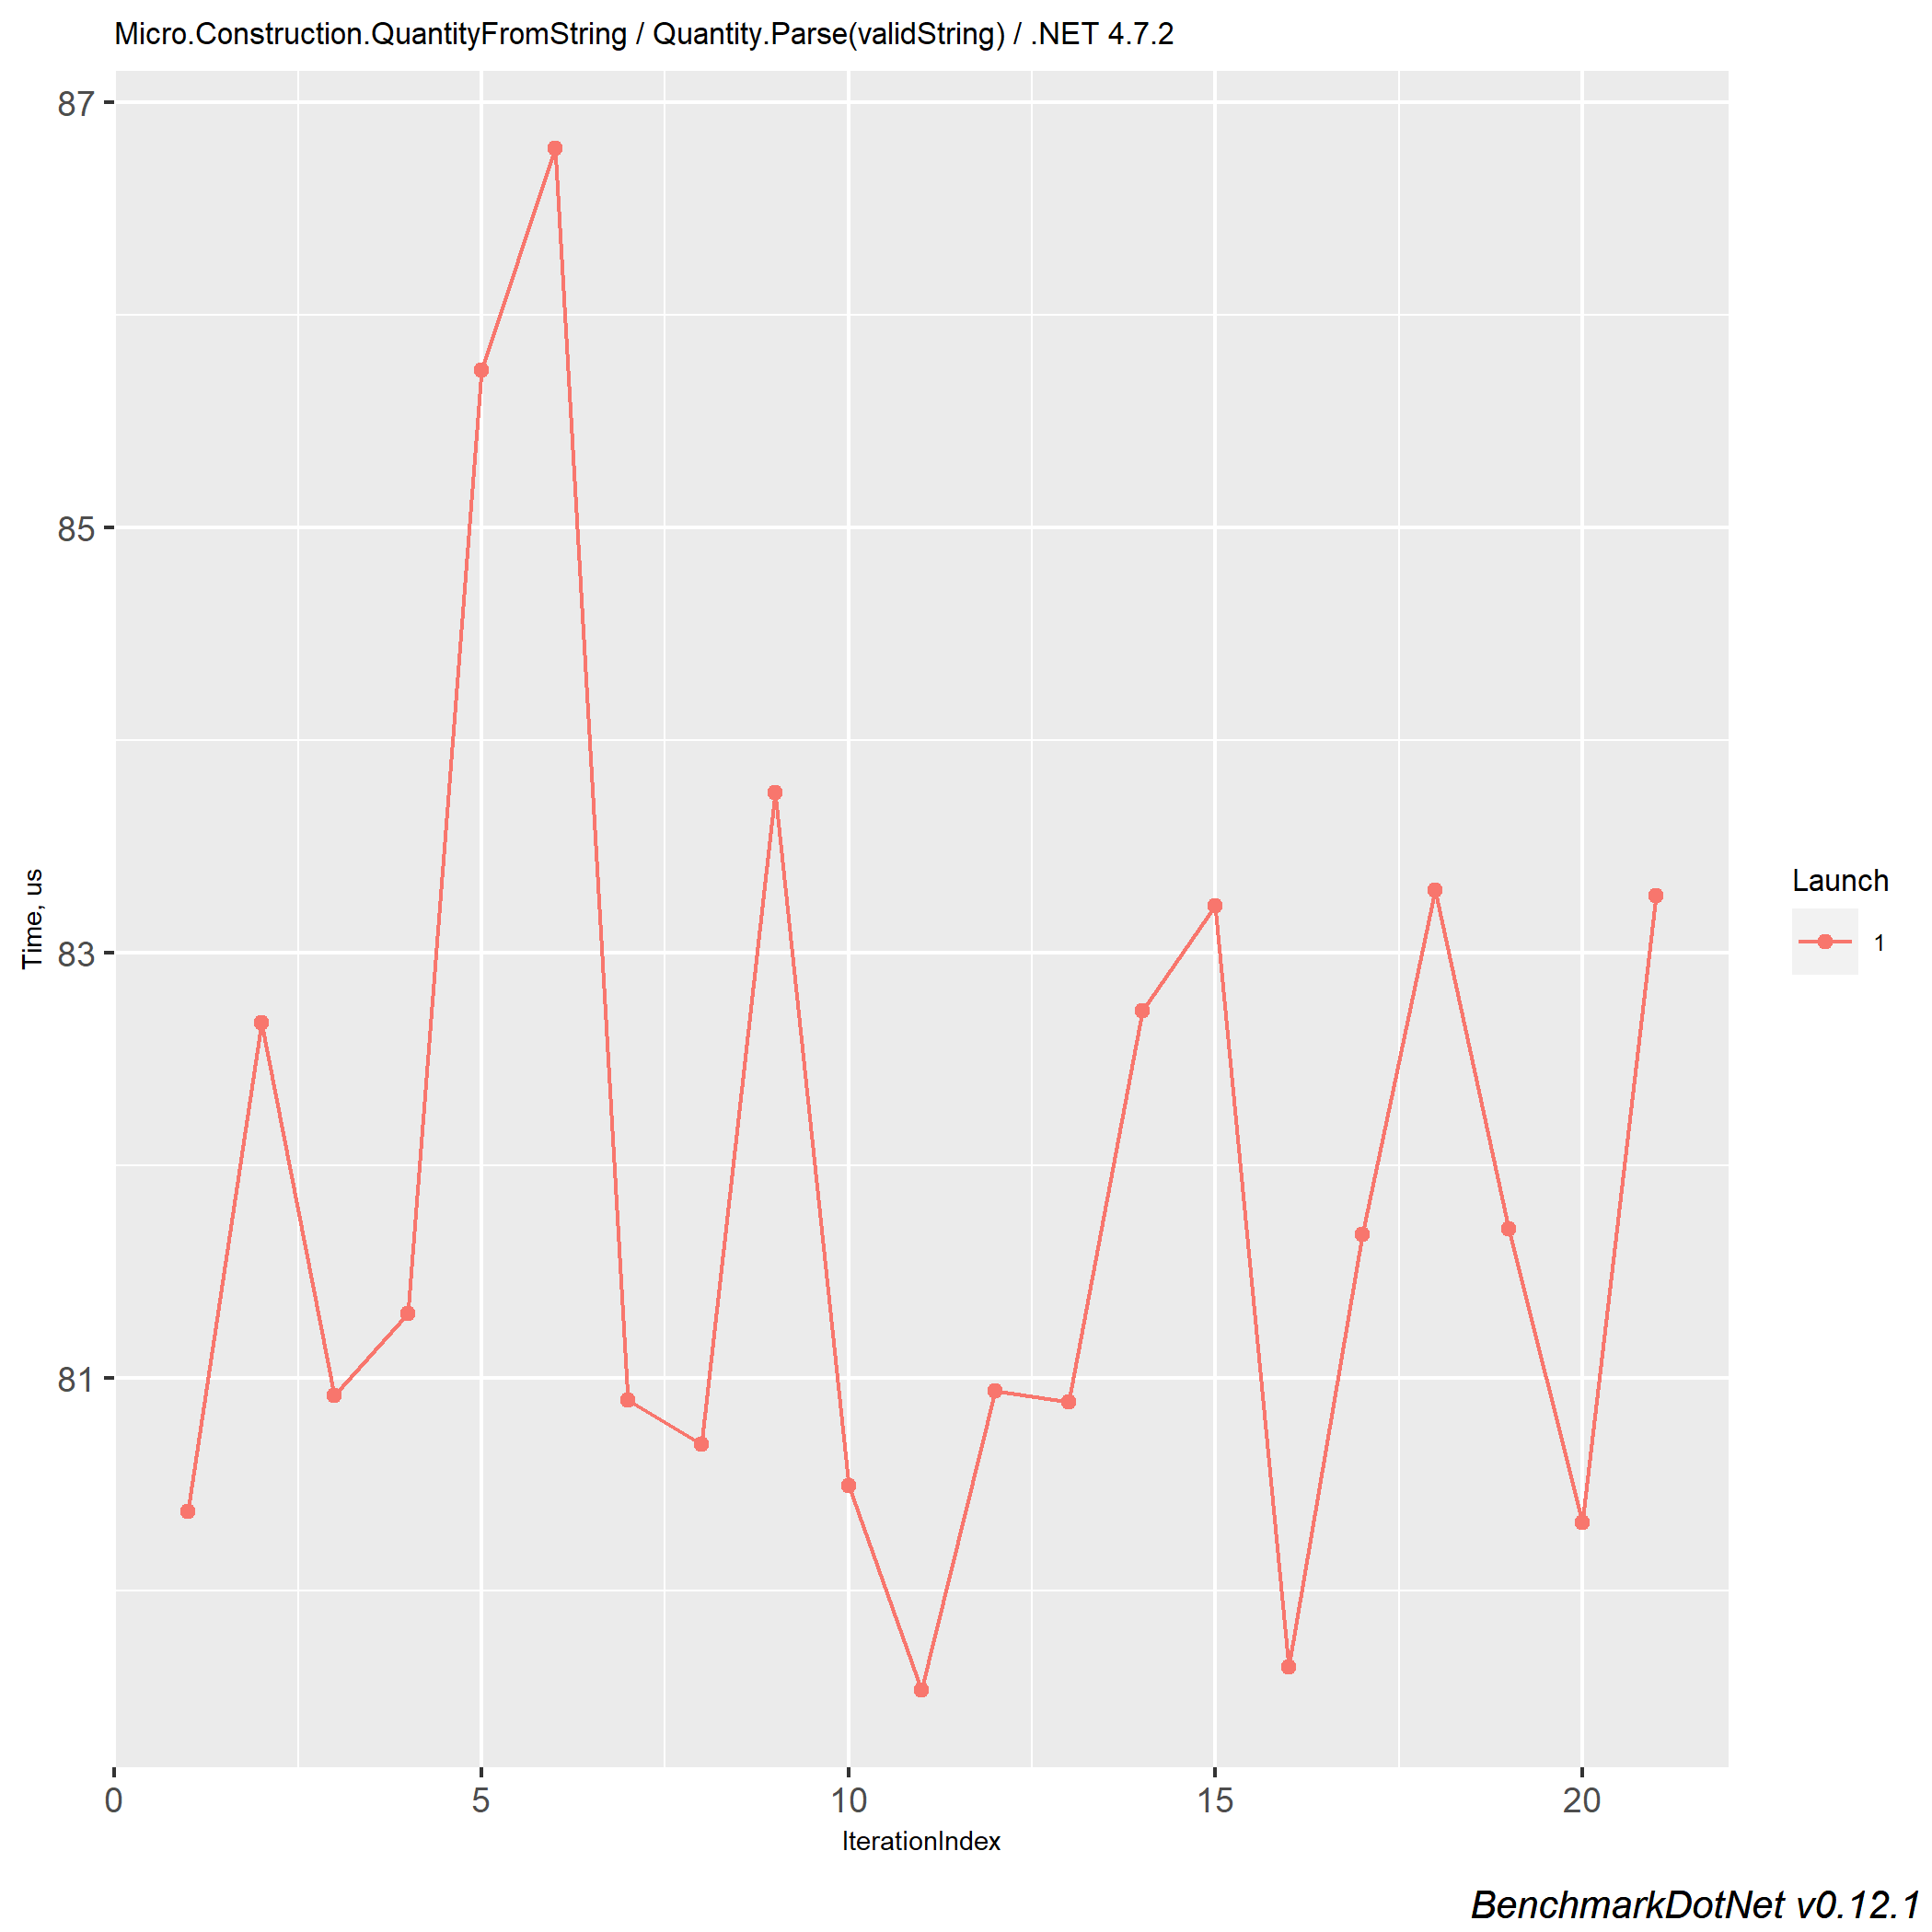 Micro.Construction.QuantityFromString / Quantity.Parse(validString) / .NET 4.7.2
87
85
83
81
Time, us
0 5 10 15 20
IterationIndex
Launch
1
BenchmarkDotNet v0.12.1